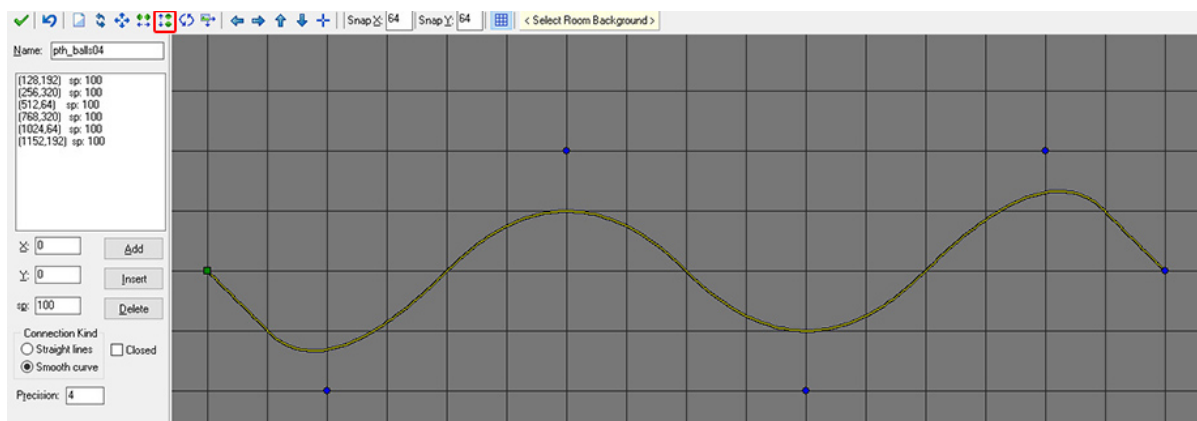 Snap X: 64 Snap Y: 64 < Select Room Background >
Name: pth_balls04
(128,192) sp: 100
(256,320) sp: 100
(512,64) sp: 100
(768,320) sp: 100
(1024,64) sp: 100
(1152,192) sp: 100
X: 0 Add
Y: 0 Insert
sp: 100 Delete
Connection Kind
Straight lines Closed
Smooth curve
Precision: 4